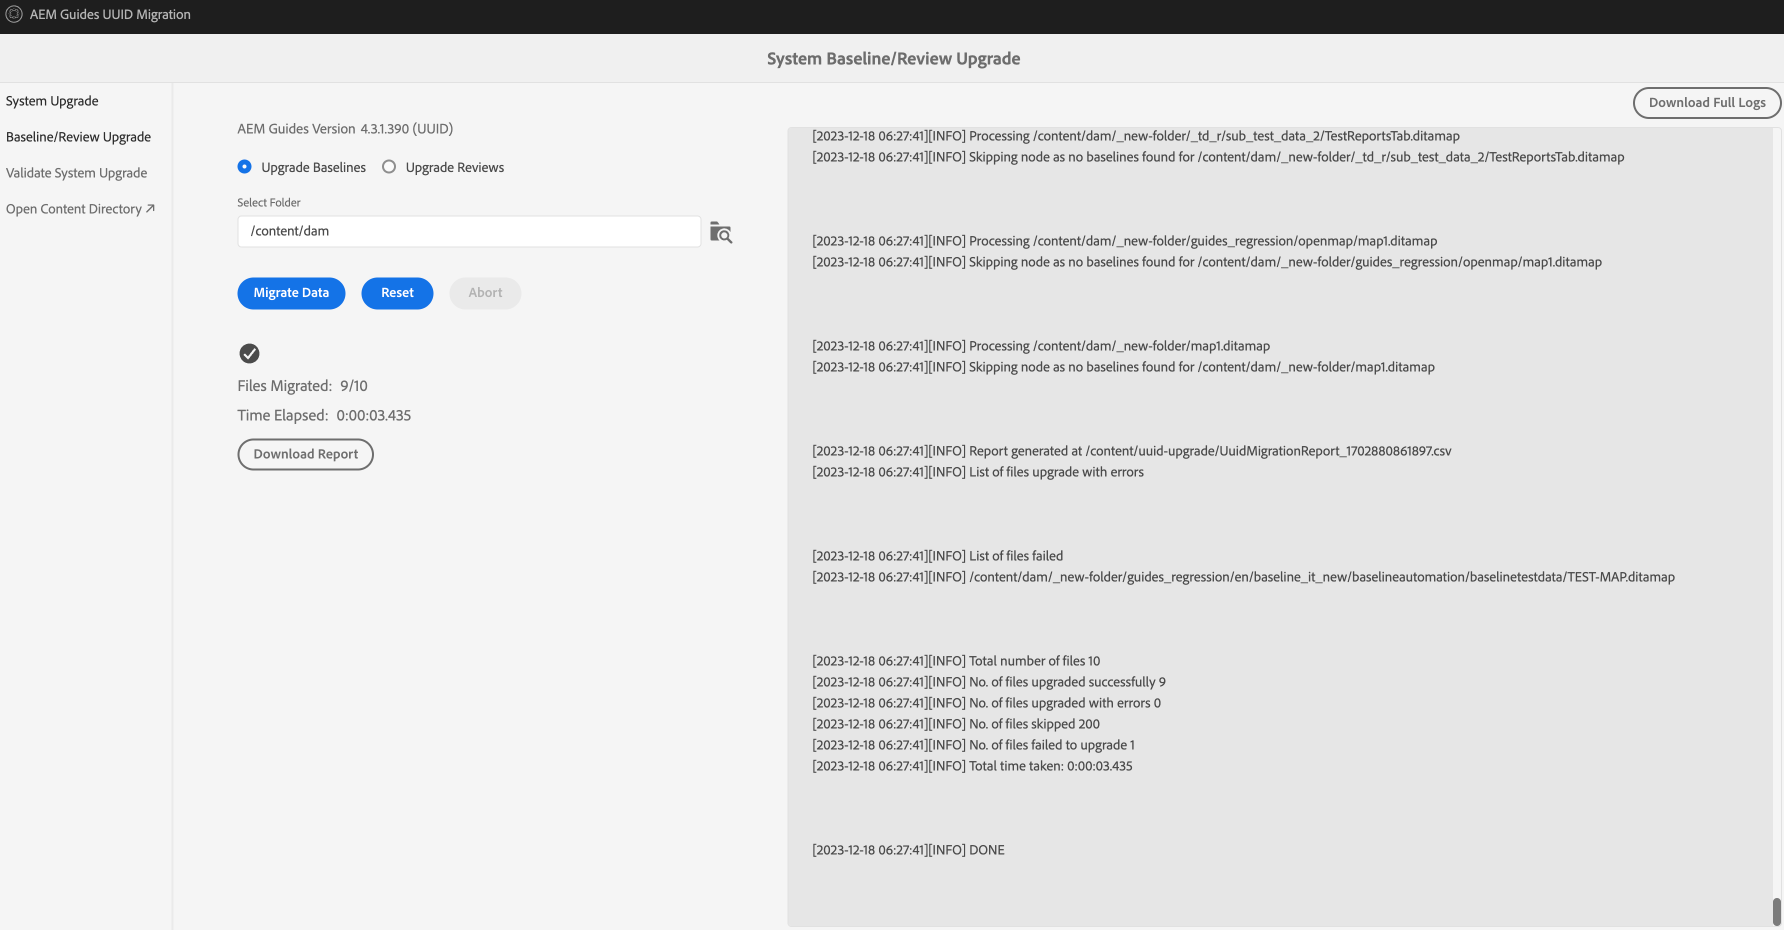 AEM Guides UUID Migration
System Baseline/Review Upgrade
System Upgrade
Baseline/Review Upgrade
Validate System Upgrade
Open Content Directory
AEM Guides Version 4.3.1.390 (UUID)
Upgrade Baselines Upgrade Reviews
Select Folder
/content/dam
Migrate Data Reset Abort
Files Migrated: 9/10
Time Elapsed: 0:00:03.435
Download Report
Download Full Logs
[2023-12-18 06:27:41][INFO] Processing /content/dam/_new-folder/_td_r/sub_test_data_2/TestReportsTab.ditamap
[2023-12-18 06:27:41][INFO] Skipping node as no baselines found for /content/dam/_new-folder/_td_r/sub_test_data_2/TestReportsTab.ditamap
[2023-12-18 06:27:41][INFO] Processing /content/dam/_new-folder/guides_regression/openmap/map1.ditamap
[2023-12-18 06:27:41][INFO] Skipping node as no baselines found for /content/dam/_new-folder/guides_regression/openmap/map1.ditamap
[2023-12-18 06:27:41][INFO] Processing /content/dam/_new-folder/map1.ditamap
[2023-12-18 06:27:41][INFO] Skipping node as no baselines found for /content/dam/_new-folder/map1.ditamap
[2023-12-18 06:27:41][INFO] Report generated at /content/uuid-upgrade/UuidMigrationReport_1702880861897.csv
[2023-12-18 06:27:41][INFO] List of files upgrade with errors
[2023-12-18 06:27:41][INFO] List of files failed
[2023-12-18 06:27:41][INFO] /content/dam/_new-folder/guides_regression/en/baseline_it_new/baselineautomation/baselinetestdata/TEST-MAP.ditamap
[2023-12-18 06:27:41][INFO] Total number of files 10
[2023-12-18 06:27:41][INFO] No. of files upgraded successfully 9
[2023-12-18 06:27:41][INFO] No. of files upgraded with errors 0
[2023-12-18 06:27:41][INFO] No. of files skipped 200
[2023-12-18 06:27:41][INFO] No. of files failed to upgrade 1
[2023-12-18 06:27:41][INFO] Total time taken: 0:00:03.435
[2023-12-18 06:27:41][INFO] DONE